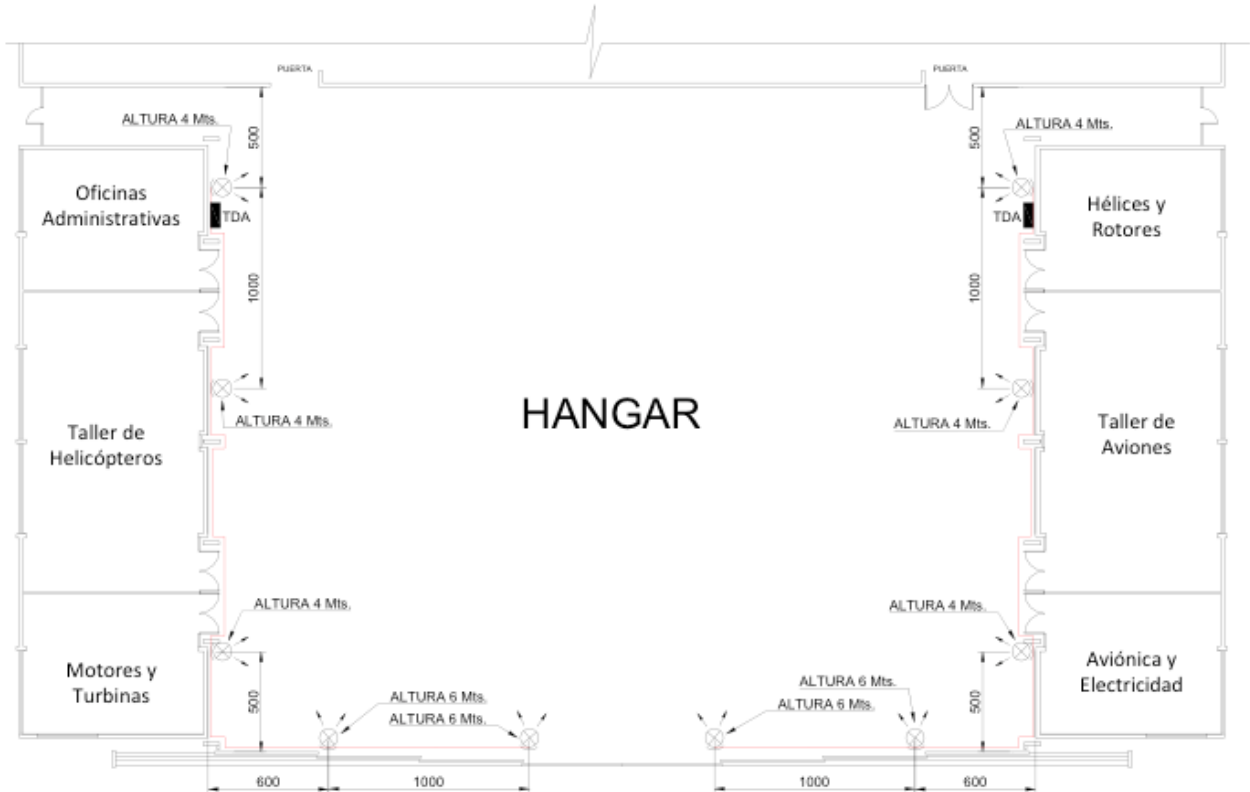 PUERTA
PUERTA
ALTURA 4 Mts.
500
500
ALTURA 4 Mts.
Oficinas
Administrativas
TDA
TDA
Hélices y
Rotores
1000
1000
HANGAR
ALTURA 4 Mts.
ALTURA 4 Mts.
Taller de
Helicópteros
Taller de
Aviones
ALTURA 4 Mts.
ALTURA 4 Mts.
Motores y
Turbinas
Aviónica y
Electricidad
500
500
ALTURA 6 Mts.
ALTURA 6 Mts.
ALTURA 6 Mts.
ALTURA 6 Mts.
600
1000
1000
600